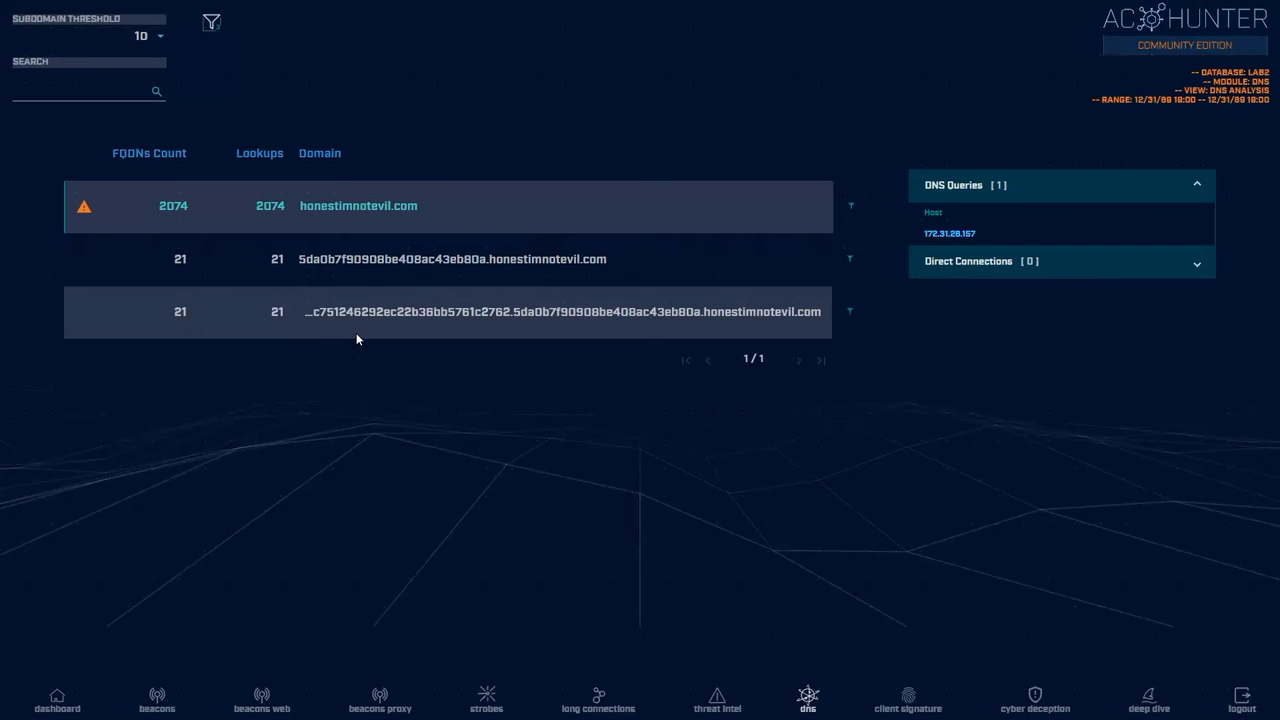 SUBDOMAIN THRESHOLD
10
SEARCH
AC HUNTER
COMMUNITY EDITION
-- DATABASE: LAB2
-- MODULE: DNS
-- VIEW: DNS ANALYSIS
-- RANGE: 12/31/69 18:00 -- 12/31/69 18:00
FQDNs Count Lookups Domain
2074 2074 honestimnotevil.com
21 21 5da0b7f90908be408ac43eb80a.honestimnotevil.com
21 21 ...c751246292ec22b36bb5761c2762.5da0b7f90908be408ac43eb80a.honestimnotevil.com
1 / 1
DNS Queries [ 1 ]
Host
172.31.29.157
Direct Connections [ 0 ]
dashboard beacons beacons web beacons proxy strobes long connections threat intel dns client signature cyber deception deep dive logout